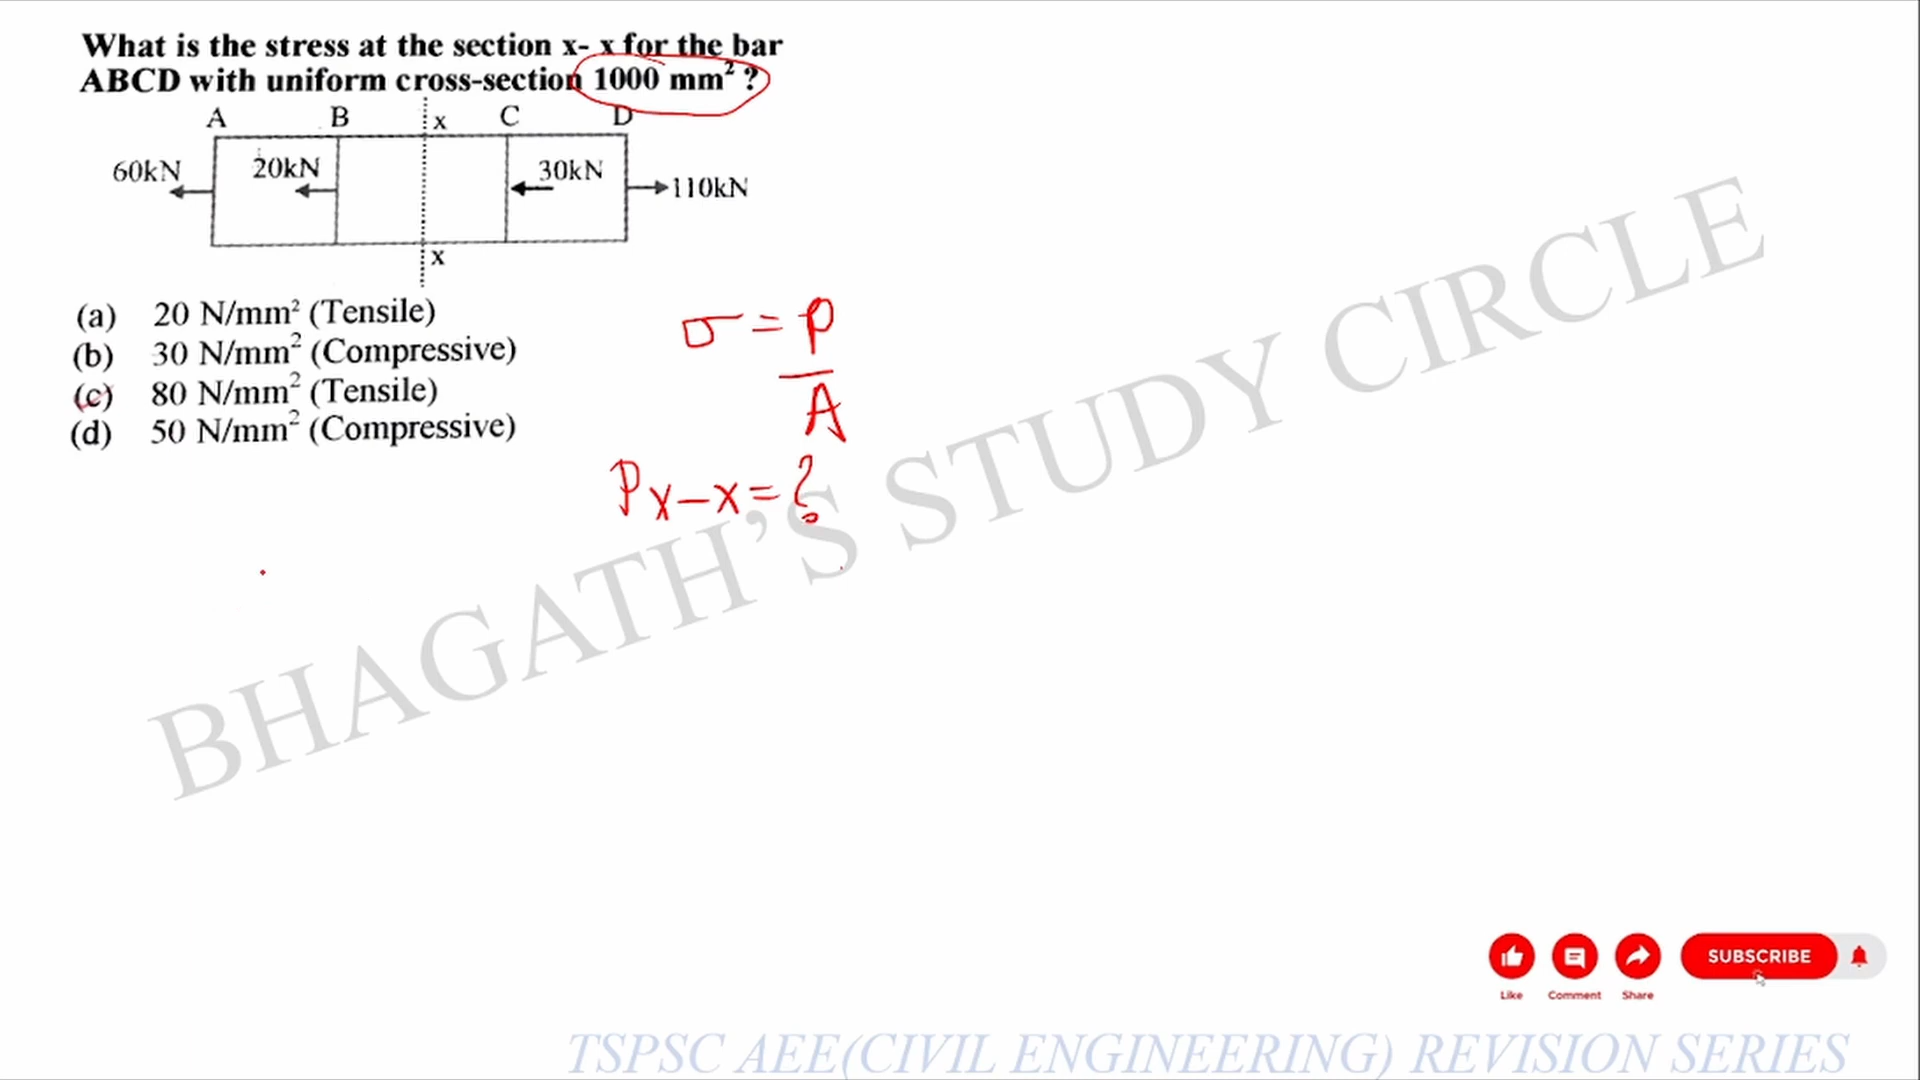 What is the stress at the section x- x for the bar
ABCD with uniform cross-section 1000 mm² ?
A B x C D
60kN 20kN 30kN 110kN
x
(a) 20 N/mm² (Tensile)
(b) 30 N/mm² (Compressive)
(c) 80 N/mm² (Tensile)
(d) 50 N/mm² (Compressive)
σ = P
A
Px-x = ?
BHAGATH'S STUDY CIRCLE
SUBSCRIBE
Like Comment Share
TSPSC AEE(CIVIL ENGINEERING) REVISION SERIES